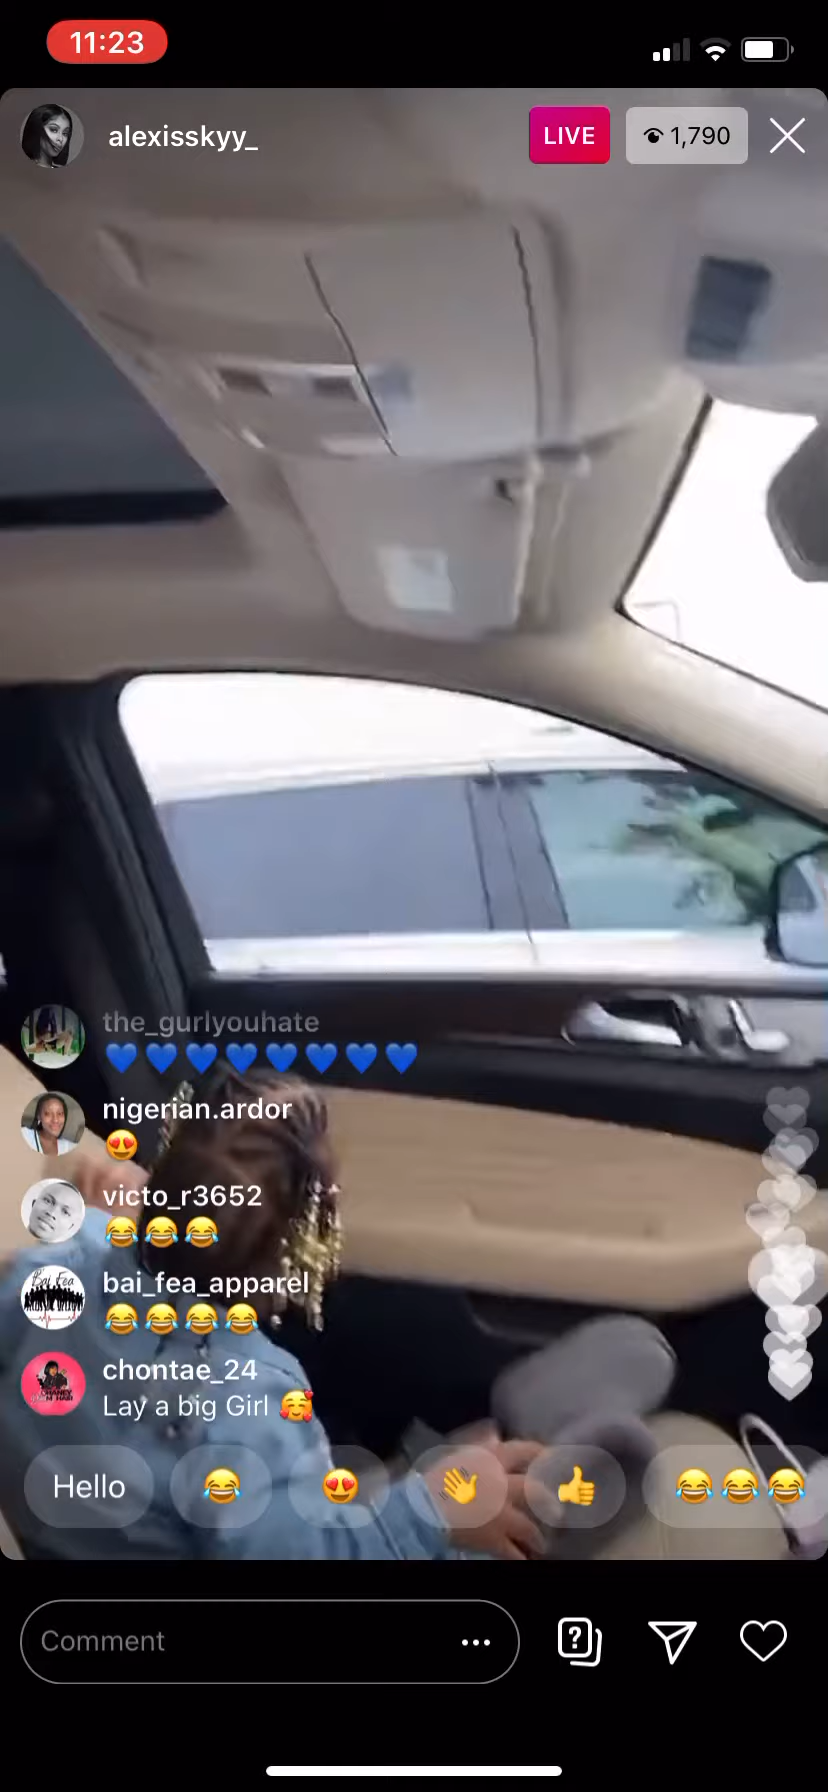 11:23
alexisskyy_
LIVE
1,790
the_gurlyouhate
💙💙💙💙💙💙💙💙
nigerian.ardor
😍
victo_r3652
😂😂😂
bai_fea_apparel
😂😂😂😂
chontae_24
Lay a big Girl 🥰
Hello 😂 😍 👋 👍 😂😂😂
Comment